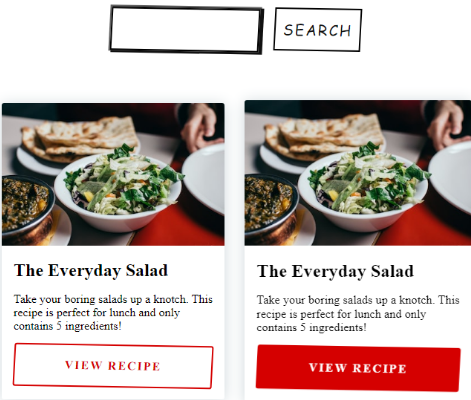 SEARCH
The Everyday Salad
Take your boring salads up a knotch. This
recipe is perfect for lunch and only
contains 5 ingredients!
VIEW RECIPE
The Everyday Salad
Take your boring salads up a knotch. This
recipe is perfect for lunch and only
contains 5 ingredients!
VIEW RECIPE